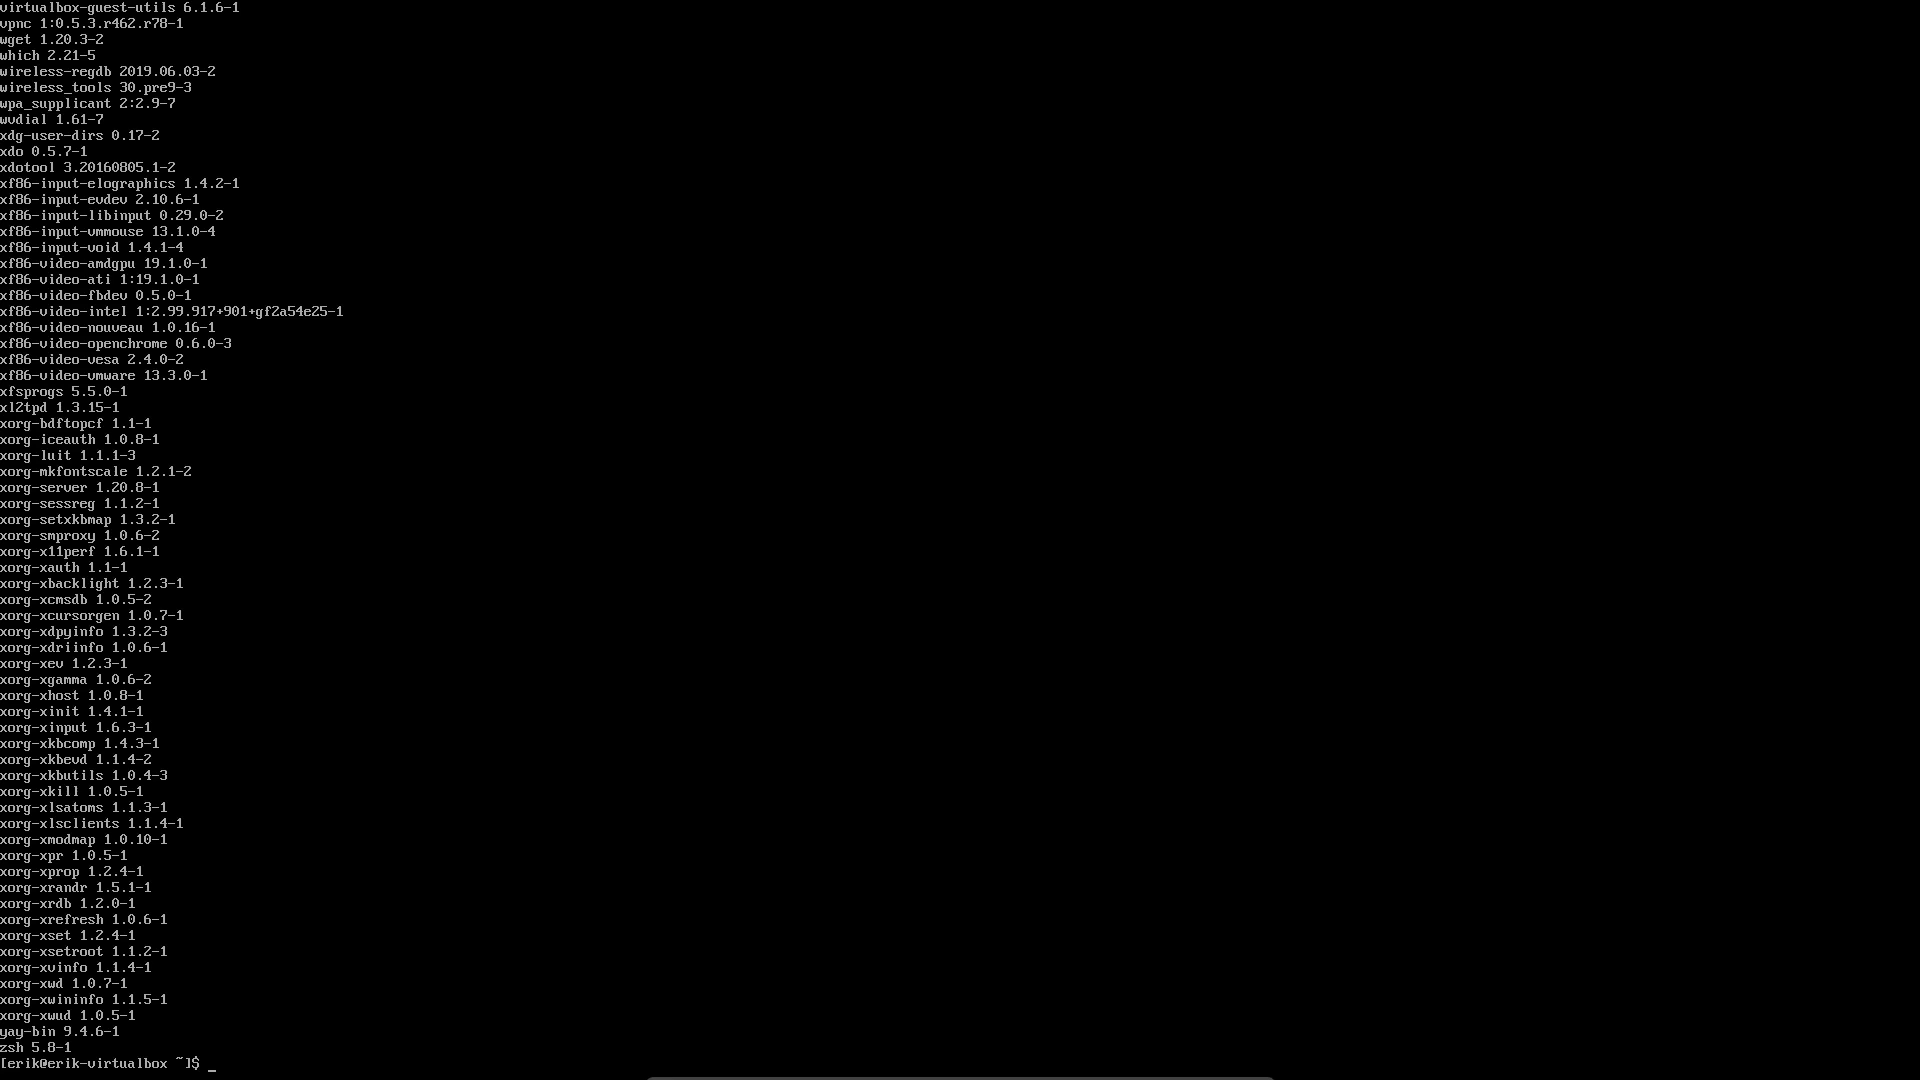 virtualbox-guest-utils 6.1.6-1
vpnc 1:0.5.3.r462.r78-1
wget 1.20.3-2
which 2.21-5
wireless-regdb 2019.06.03-2
wireless_tools 30.pre9-3
wpa_supplicant 2:2.9-7
wvdial 1.61-7
xdg-user-dirs 0.17-2
xdo 0.5.7-1
xdotool 3.20160805.1-2
xf86-input-elographics 1.4.2-1
xf86-input-evdev 2.10.6-1
xf86-input-libinput 0.29.0-2
xf86-input-vmmouse 13.1.0-4
xf86-input-void 1.4.1-4
xf86-video-amdgpu 19.1.0-1
xf86-video-ati 1:19.1.0-1
xf86-video-fbdev 0.5.0-1
xf86-video-intel 1:2.99.917+901+gf2a54e25-1
xf86-video-nouveau 1.0.16-1
xf86-video-openchrome 0.6.0-3
xf86-video-vesa 2.4.0-2
xf86-video-vmware 13.3.0-1
xfsprogs 5.5.0-1
xl2tpd 1.3.15-1
xorg-bdftopcf 1.1-1
xorg-iceauth 1.0.8-1
xorg-luit 1.1.1-3
xorg-mkfontscale 1.2.1-2
xorg-server 1.20.8-1
xorg-sessreg 1.1.2-1
xorg-setxkbmap 1.3.2-1
xorg-smproxy 1.0.6-2
xorg-x11perf 1.6.1-1
xorg-xauth 1.1-1
xorg-xbacklight 1.2.3-1
xorg-xcmsdb 1.0.5-2
xorg-xcursorgen 1.0.7-1
xorg-xdpyinfo 1.3.2-3
xorg-xdriinfo 1.0.6-1
xorg-xev 1.2.3-1
xorg-xgamma 1.0.6-2
xorg-xhost 1.0.8-1
xorg-xinit 1.4.1-1
xorg-xinput 1.6.3-1
xorg-xkbcomp 1.4.3-1
xorg-xkbevd 1.1.4-2
xorg-xkbutils 1.0.4-3
xorg-xkill 1.0.5-1
xorg-xlsatoms 1.1.3-1
xorg-xlsclients 1.1.4-1
xorg-xmodmap 1.0.10-1
xorg-xpr 1.0.5-1
xorg-xprop 1.2.4-1
xorg-xrandr 1.5.1-1
xorg-xrdb 1.2.0-1
xorg-xrefresh 1.0.6-1
xorg-xset 1.2.4-1
xorg-xsetroot 1.1.2-1
xorg-xvinfo 1.1.4-1
xorg-xwd 1.0.7-1
xorg-xwininfo 1.1.5-1
xorg-xwud 1.0.5-1
yay-bin 9.4.6-1
zsh 5.8-1
[erik@erik-virtualbox ~]$ _